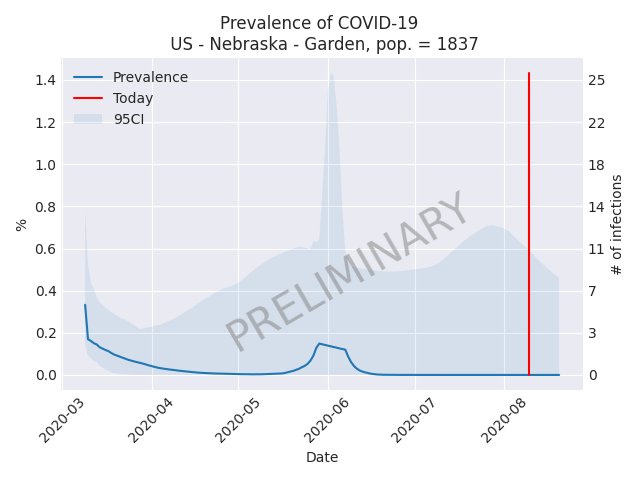 Prevalence of COVID-19
US - Nebraska - Garden, pop. = 1837
Prevalence
Today
95CI
PRELIMINARY
%
1.4
1.2
1.0
0.8
0.6
0.4
0.2
0.0
25
22
18
14
11
7
3
0
# of infections
2020-03
2020-04
2020-05
2020-06
2020-07
2020-08
Date